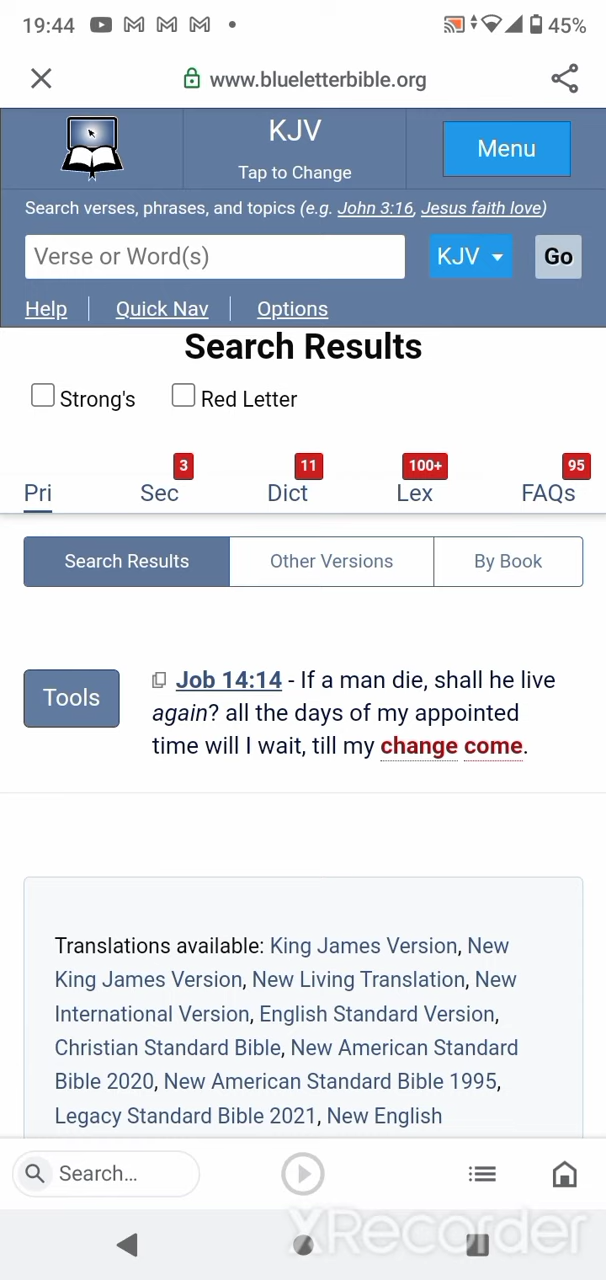 19:44 45%
www.blueletterbible.org
KJV
Tap to Change
Menu
Search verses, phrases, and topics (e.g. John 3:16, Jesus faith love)
Verse or Word(s) KJV Go
Help Quick Nav Options
Search Results
Strong's Red Letter
3 11 100+ 95
Pri Sec Dict Lex FAQs
Search Results Other Versions By Book
Tools
Job 14:14 - If a man die, shall he live
again? all the days of my appointed
time will I wait, till my change come.
Translations available: King James Version, New
King James Version, New Living Translation, New
International Version, English Standard Version,
Christian Standard Bible, New American Standard
Bible 2020, New American Standard Bible 1995,
Legacy Standard Bible 2021, New English
Search...
XRecorder